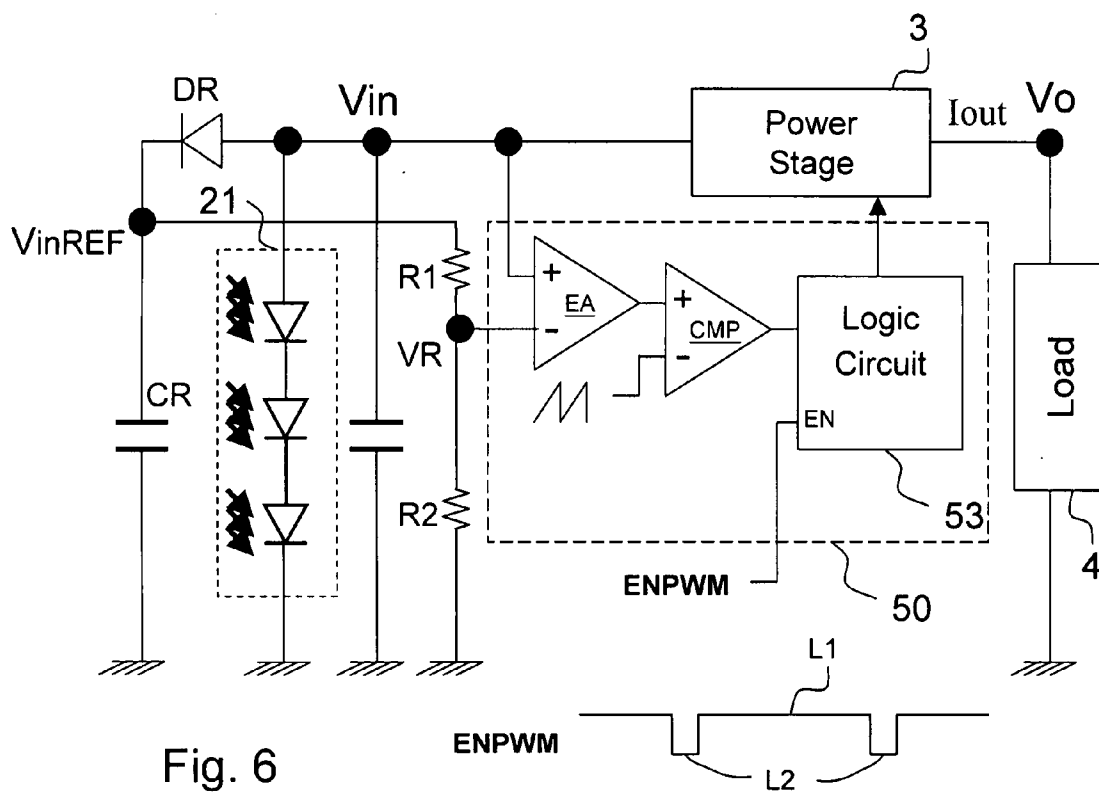 3
DR
Vin
Power
Stage
Iout
Vo
21
VinREF
R1
+
EA
-
+
CMP
-
Logic
Circuit
EN
VR
CR
Load
R2
53
4
ENPWM
50
L1
ENPWM
L2
Fig. 6